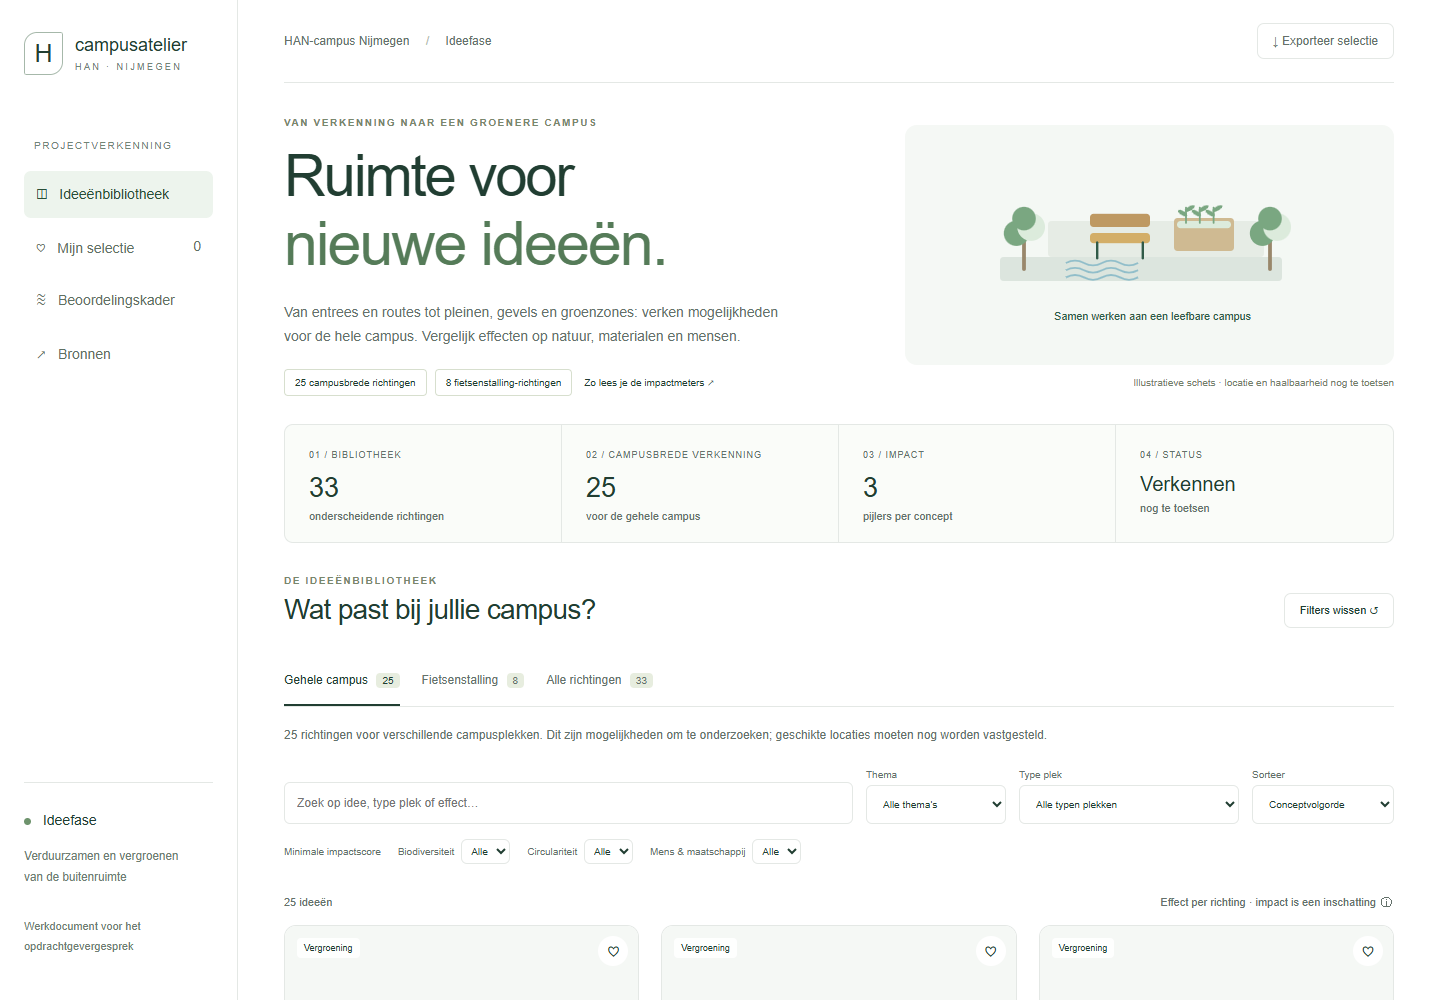 H
campusatelier
HAN · NIJMEGEN
PROJECTVERKENNING
Ideeënbibliotheek
Mijn selectie 0
Beoordelingskader
Bronnen
Ideefase
Verduurzamen en vergroenen
van de buitenruimte
Werkdocument voor het
opdrachtgevergesprek
HAN-campus Nijmegen / Ideefase
↓ Exporteer selectie
VAN VERKENNING NAAR EEN GROENERE CAMPUS
Ruimte voor
nieuwe ideeën.
Van entrees en routes tot pleinen, gevels en groenzones: verken mogelijkheden
voor de hele campus. Vergelijk effecten op natuur, materialen en mensen.
25 campusbrede richtingen
8 fietsenstalling-richtingen
Zo lees je de impactmeters ↗
Samen werken aan een leefbare campus
Illustratieve schets · locatie en haalbaarheid nog te toetsen
01 / BIBLIOTHEEK
33
onderscheidende richtingen
02 / CAMPUSBREDE VERKENNING
25
voor de gehele campus
03 / IMPACT
3
pijlers per concept
04 / STATUS
Verkennen
nog te toetsen
DE IDEEËNBIBLIOTHEEK
Wat past bij jullie campus?
Filters wissen ↺
Gehele campus 25
Fietsenstalling 8
Alle richtingen 33
25 richtingen voor verschillende campusplekken. Dit zijn mogelijkheden om te onderzoeken; geschikte locaties moeten nog worden vastgesteld.
Zoek op idee, type plek of effect...
Thema
Alle thema's
Type plek
Alle typen plekken
Sorteer
Conceptvolgorde
Minimale impactscore
Biodiversiteit Alle
Circulariteit Alle
Mens & maatschappij Alle
25 ideeën
Effect per richting · impact is een inschatting ⓘ
Vergroening
Vergroening
Vergroening